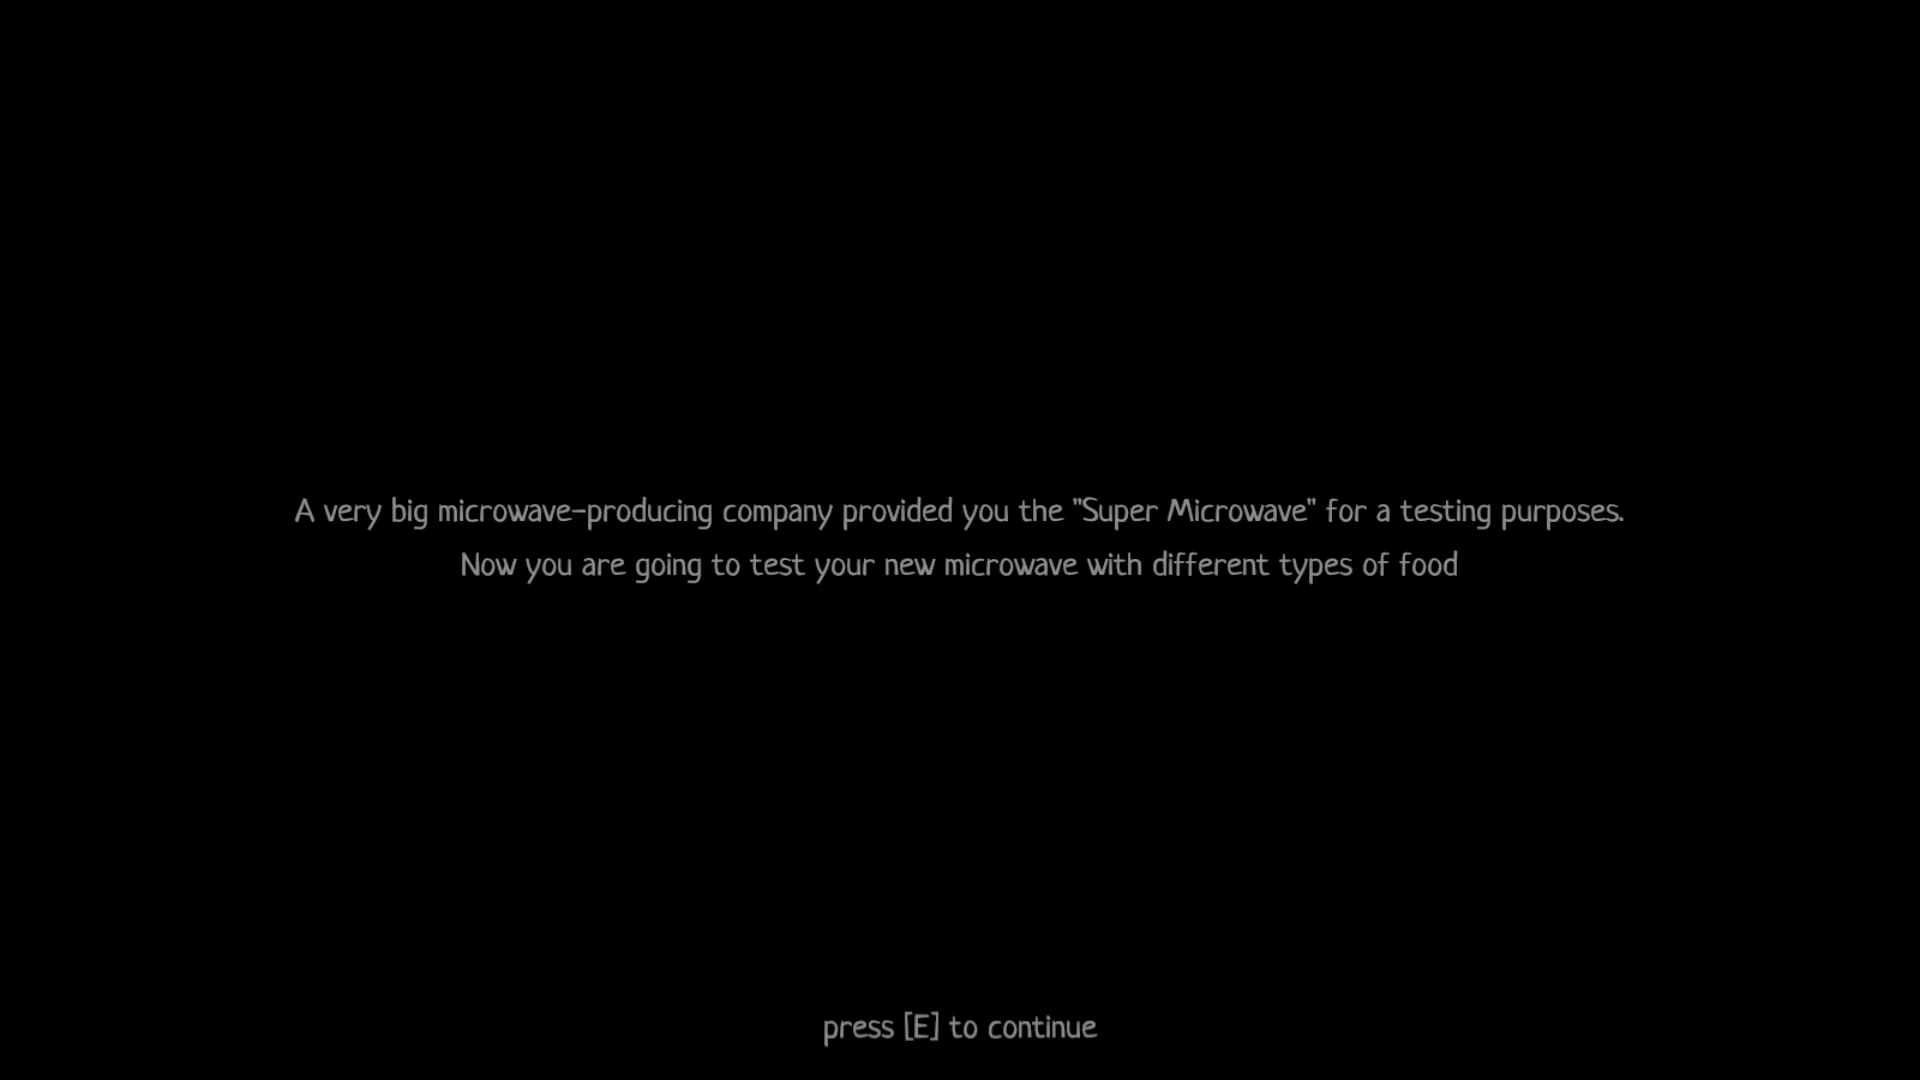 A very big microwave-producing company provided you the "Super Microwave" for a testing purposes.
Now you are going to test your new microwave with different types of food
press [E] to continue